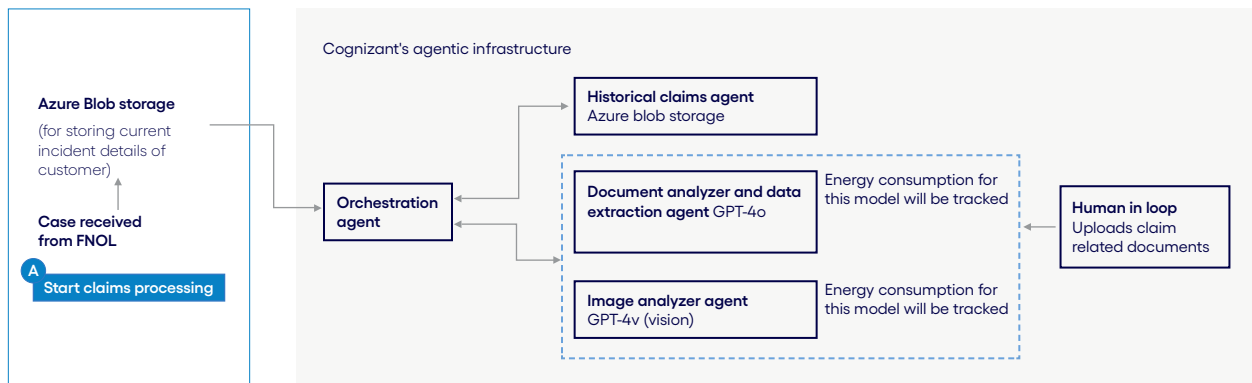 Cognizant's agentic infrastructure
Azure Blob storage
(for storing current
incident details of
customer)
Case received
from FNOL
A
Start claims processing
Orchestration
agent
Historical claims agent
Azure blob storage
Document analyzer and data
extraction agent GPT-4o
Energy consumption for
this model will be tracked
Image analyzer agent
GPT-4v (vision)
Energy consumption for
this model will be tracked
Human in loop
Uploads claim
related documents